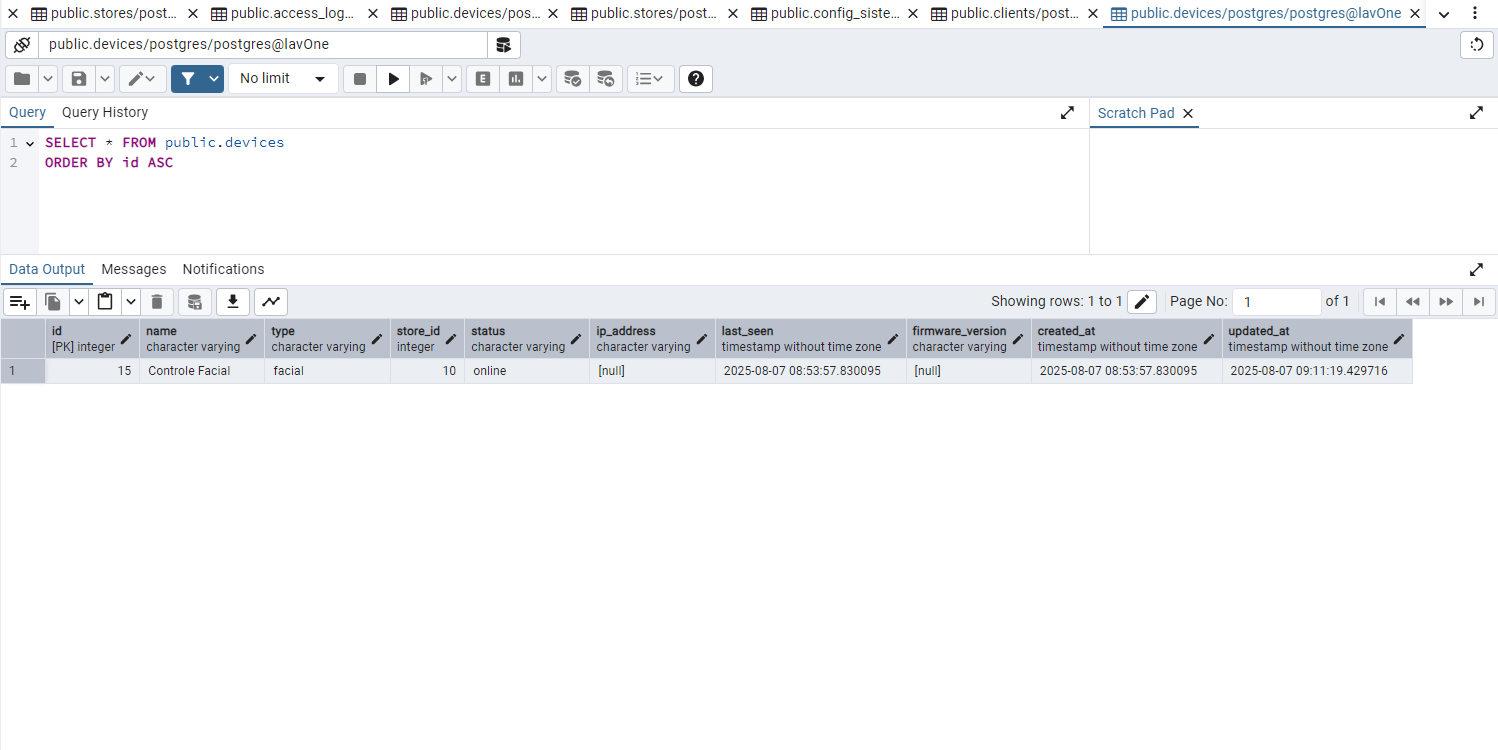 public.stores/post...
public.access_log...
public.devices/pos...
public.stores/post...
public.config_siste...
public.clients/post...
public.devices/postgres/postgres@lavOne
public.devices/postgres/postgres@lavOne
No limit
E
Query
Query History
Scratch Pad
1 SELECT * FROM public.devices
2 ORDER BY id ASC
Data Output
Messages
Notifications
Showing rows: 1 to 1
Page No: 1 of 1
id name type store_id status ip_address last_seen firmware_version created_at updated_at
[PK] integer character varying character varying integer character varying character varying timestamp without time zone character varying timestamp without time zone timestamp without time zone
1 15 Controle Facial facial 10 online [null] 2025-08-07 08:53:57.830095 [null] 2025-08-07 08:53:57.830095 2025-08-07 09:11:19.429716